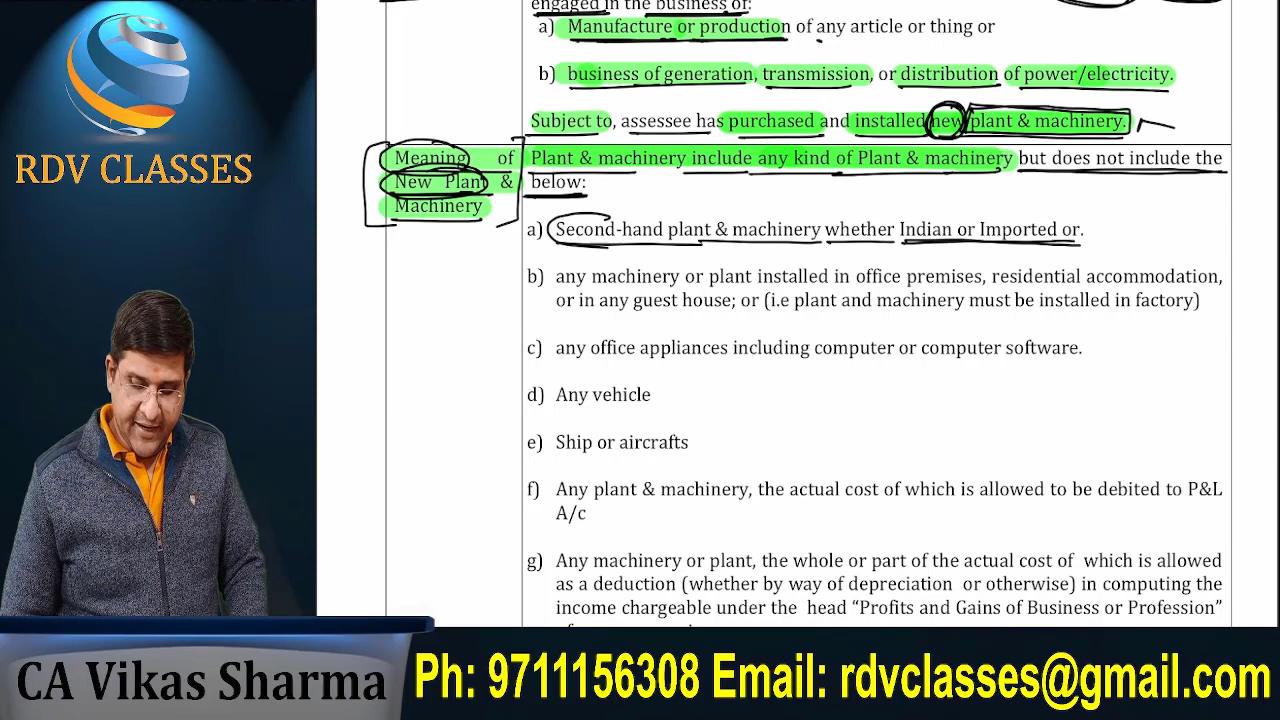 engaged in the business of:
a) Manufacture or production of any article or thing or
b) business of generation, transmission, or distribution of power/electricity.
Subject to, assessee has purchased and installed new plant & machinery.
RDV CLASSES
Meaning of
New Plant &
Machinery
Plant & machinery include any kind of Plant & machinery but does not include the
below:
a) Second-hand plant & machinery whether Indian or Imported or.
b) any machinery or plant installed in office premises, residential accommodation,
or in any guest house; or (i.e plant and machinery must be installed in factory)
c) any office appliances including computer or computer software.
d) Any vehicle
e) Ship or aircrafts
f) Any plant & machinery, the actual cost of which is allowed to be debited to P&L
A/c
g) Any machinery or plant, the whole or part of the actual cost of which is allowed
as a deduction (whether by way of depreciation or otherwise) in computing the
income chargeable under the head “Profits and Gains of Business or Profession”
CA Vikas Sharma
Ph: 9711156308 Email: rdvclasses@gmail.com